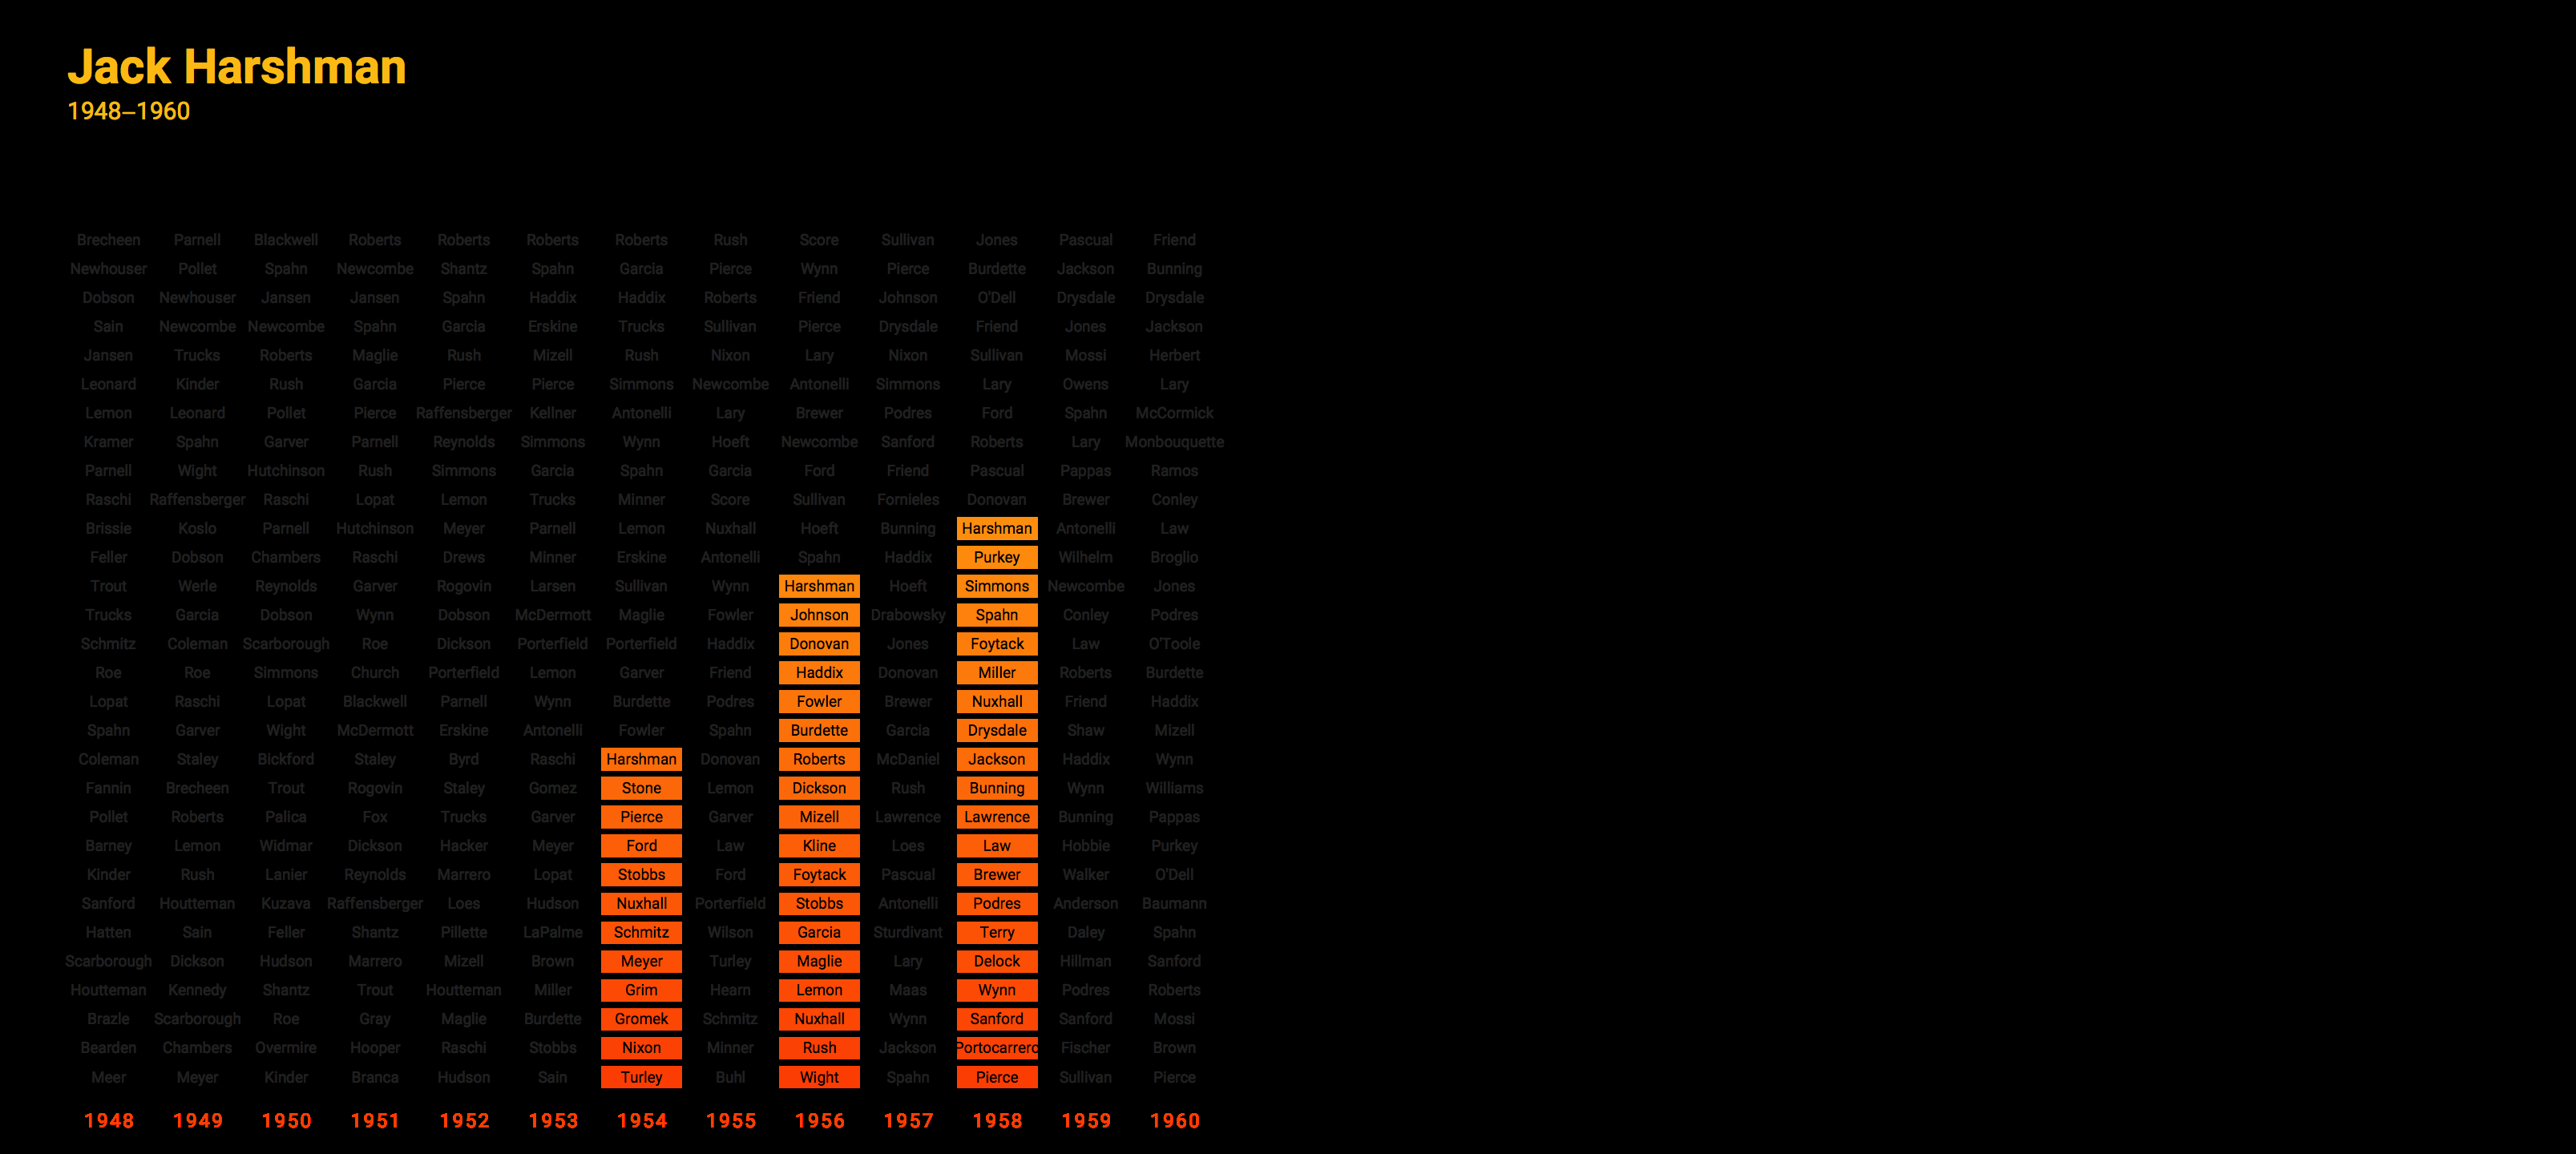 Jack Harshman
1948–1960
Brecheen Parnell Blackwell Roberts Roberts Roberts Roberts Rush Score Sullivan Jones Pascual Friend
Newhouser Pollet Spahn Newcombe Shantz Spahn Garcia Pierce Wynn Pierce Burdette Jackson Bunning
Dobson Newhouser Jansen Jansen Spahn Haddix Haddix Roberts Friend Johnson O'Dell Drysdale Drysdale
Sain Newcombe Newcombe Spahn Garcia Erskine Trucks Sullivan Pierce Drysdale Friend Jones Jackson
Jansen Trucks Roberts Maglie Rush Mizell Rush Nixon Lary Nixon Sullivan Mossi Herbert
Leonard Kinder Rush Garcia Pierce Pierce Simmons Newcombe Antonelli Simmons Lary Owens Lary
Lemon Leonard Pollet Pierce Raffensberger Kellner Antonelli Lary Brewer Podres Ford Spahn McCormick
Kramer Spahn Garver Parnell Reynolds Simmons Wynn Hoeft Newcombe Sanford Roberts Lary Monbouquette
Parnell Wight Hutchinson Rush Simmons Garcia Spahn Garcia Ford Friend Pascual Pappas Ramos
Raschi Raffensberger Raschi Lopat Lemon Trucks Minner Score Sullivan Fornieles Donovan Brewer Conley
Brissie Koslo Parnell Hutchinson Meyer Parnell Lemon Nuxhall Hoeft Bunning Harshman Antonelli Law
Feller Dobson Chambers Raschi Drews Minner Erskine Antonelli Spahn Haddix Purkey Wilhelm Broglio
Trout Werle Reynolds Garver Rogovin Larsen Sullivan Wynn Harshman Hoeft Simmons Newcombe Jones
Trucks Garcia Dobson Wynn Dobson McDermott Maglie Fowler Johnson Drabowsky Spahn Conley Podres
Schmitz Coleman Scarborough Roe Dickson Porterfield Porterfield Haddix Donovan Jones Foytack Law O'Toole
Roe Roe Simmons Church Porterfield Lemon Garver Friend Haddix Donovan Miller Roberts Burdette
Lopat Raschi Lopat Blackwell Parnell Wynn Burdette Podres Fowler Brewer Nuxhall Friend Haddix
Spahn Garver Wight McDermott Erskine Antonelli Fowler Spahn Burdette Garcia Drysdale Shaw Mizell
Coleman Staley Bickford Staley Byrd Raschi Harshman Donovan Roberts McDaniel Jackson Haddix Wynn
Fannin Brecheen Trout Rogovin Staley Gomez Stone Lemon Dickson Rush Bunning Wynn Williams
Pollet Roberts Palica Fox Trucks Garver Pierce Garver Mizell Lawrence Lawrence Bunning Pappas
Barney Lemon Widmar Dickson Hacker Meyer Ford Law Kline Loes Law Hobbie Purkey
Kinder Rush Lanier Reynolds Marrero Lopat Stobbs Ford Foytack Pascual Brewer Walker O'Dell
Sanford Houtteman Kuzava Raffensberger Loes Hudson Nuxhall Porterfield Stobbs Antonelli Podres Anderson Baumann
Hatten Sain Feller Shantz Pillette LaPalme Schmitz Wilson Garcia Sturdivant Terry Daley Spahn
Scarborough Dickson Hudson Marrero Mizell Brown Meyer Turley Maglie Lary Delock Hillman Sanford
Houtteman Kennedy Shantz Trout Houtteman Miller Grim Hearn Lemon Maas Wynn Podres Roberts
Brazle Scarborough Roe Gray Maglie Burdette Gromek Schmitz Nuxhall Wynn Sanford Sanford Mossi
Bearden Chambers Overmire Hooper Raschi Stobbs Nixon Minner Rush Jackson Portocarrero Fischer Brown
Meer Meyer Kinder Branca Hudson Sain Turley Buhl Wight Spahn Pierce Sullivan Pierce
1948 1949 1950 1951 1952 1953 1954 1955 1956 1957 1958 1959 1960